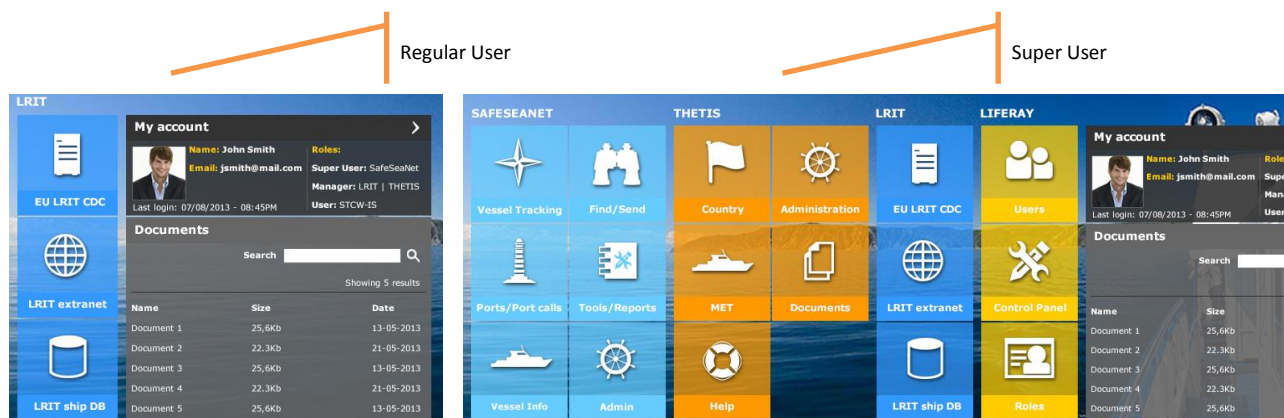 Regular User
Super User
LRIT
My account
Name: John Smith
Email: jsmith@mail.com
Last login: 07/08/2013 - 08:45PM
Roles:
Super User: SafeSeaNet
Manager: LRIT | THETIS
User: STCW-IS
EU LRIT CDC
LRIT extranet
LRIT ship DB
Documents
Search
Showing 5 results
Name Size Date
Document 1 25,6Kb 13-05-2013
Document 2 22.3Kb 21-05-2013
Document 3 25,6Kb 13-05-2013
Document 4 22.3Kb 21-05-2013
Document 5 25,6Kb 13-05-2013
SAFESEANET
Vessel Tracking Find/Send
Ports/Port calls Tools/Reports
Vessel Info Admin
THETIS
Country Administration
MET Documents
Help
LRIT
EU LRIT CDC
LRIT extranet
LRIT ship DB
LIFERAY
Users
Control Panel
Roles
My account
Name: John Smith
Email: jsmith@mail.com
Last login: 07/08/2013 - 08:45PM
Role
Supe
Mana
User
Documents
Search
Name Size
Document 1 25,6Kb
Document 2 22.3Kb
Document 3 25,6Kb
Document 4 22.3Kb
Document 5 25,6Kb